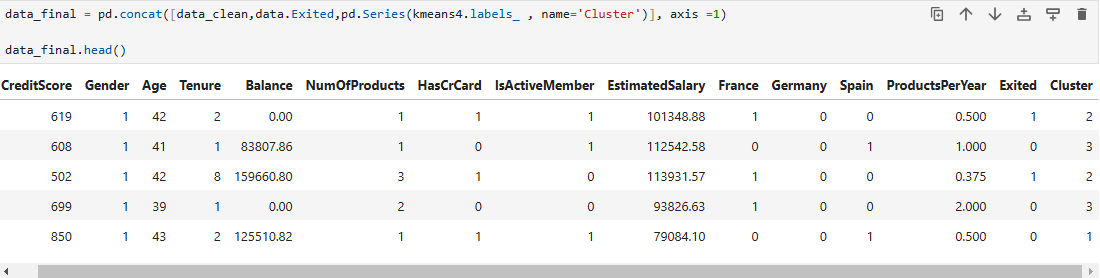 data_final = pd.concat([data_clean,data.Exited,pd.Series(kmeans4.labels_ , name='Cluster')], axis =1)
data_final.head()
CreditScore Gender Age Tenure Balance NumOfProducts HasCrCard IsActiveMember EstimatedSalary France Germany Spain ProductsPerYear Exited Cluster
619 1 42 2 0.00 1 1 1 101348.88 1 0 0 0.500 1 2
608 1 41 1 83807.86 1 0 1 112542.58 0 0 1 1.000 0 3
502 1 42 8 159660.80 3 1 0 113931.57 1 0 0 0.375 1 2
699 1 39 1 0.00 2 0 0 93826.63 1 0 0 2.000 0 3
850 1 43 2 125510.82 1 1 1 79084.10 0 0 1 0.500 0 1